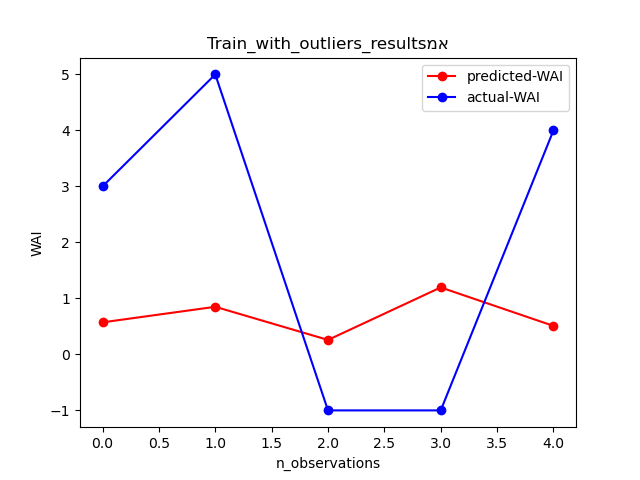 Train_with_outliers_resultsמא
predicted-WAI
actual-WAI
WAI
5
4
3
2
1
0
−1
0.0 0.5 1.0 1.5 2.0 2.5 3.0 3.5 4.0
n_observations